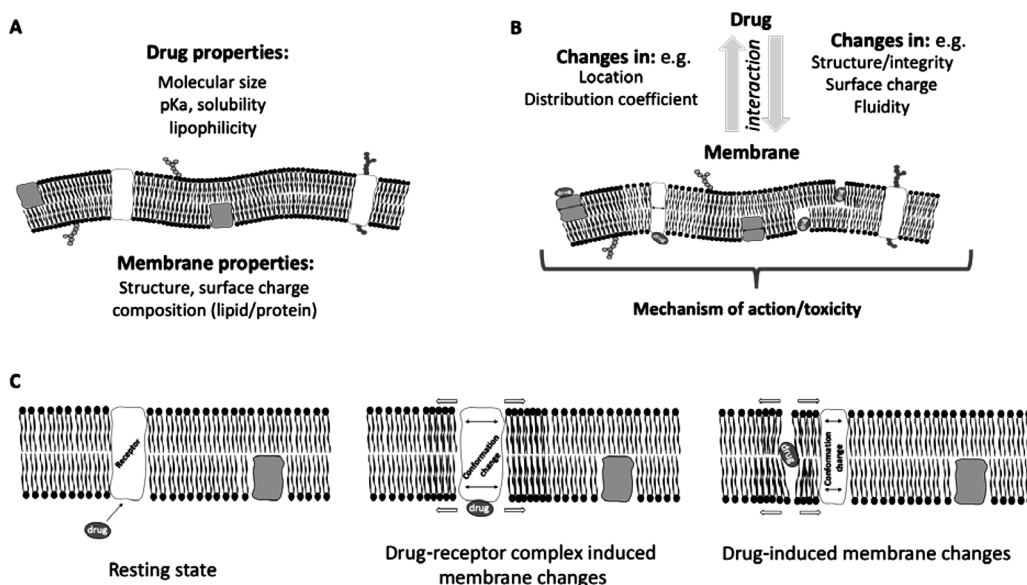 A
Drug properties:
Molecular size
pKa, solubility
lipophilicity
Membrane properties:
Structure, surface charge
composition (lipid/protein)
B
Drug
Changes in: e.g.
Location
Distribution coefficient
interaction
Changes in: e.g.
Structure/integrity
Surface charge
Fluidity
Membrane
Mechanism of action/toxicity
C
Receptor
drug
Resting state
Conformation
change
drug
Drug-receptor complex induced
membrane changes
drug
Conformation
change
Drug-induced membrane changes